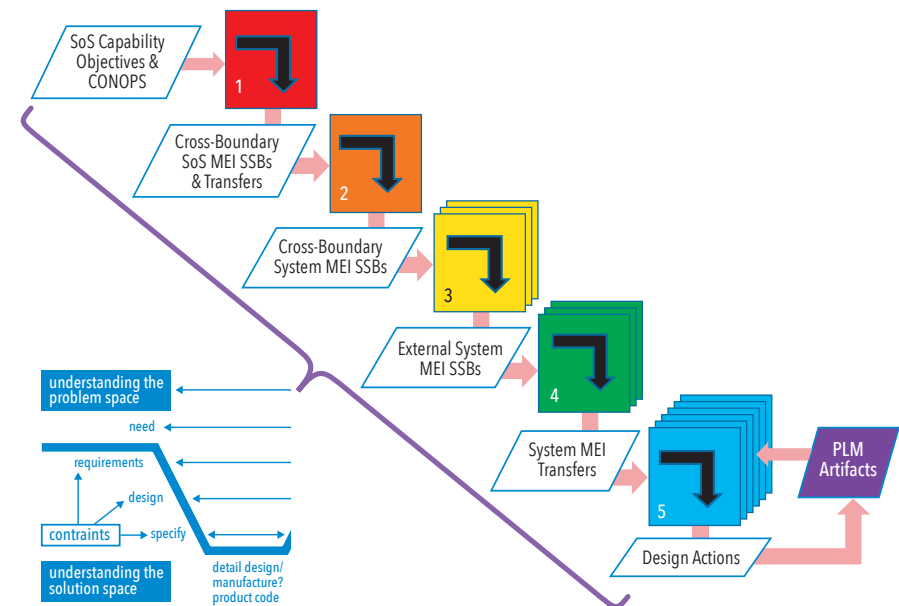 SoS Capability
Objectives &
CONOPS
1
Cross-Boundary
SoS MEI SSBs
& Transfers
2
Cross-Boundary
System MEI SSBs
3
External System
MEI SSBs
4
System MEI
Transfers
5
PLM
Artifacts
Design Actions
understanding the
problem space
need
requirements
design
contraints
specify
understanding the
solution space
detail design/
manufacture?
product code